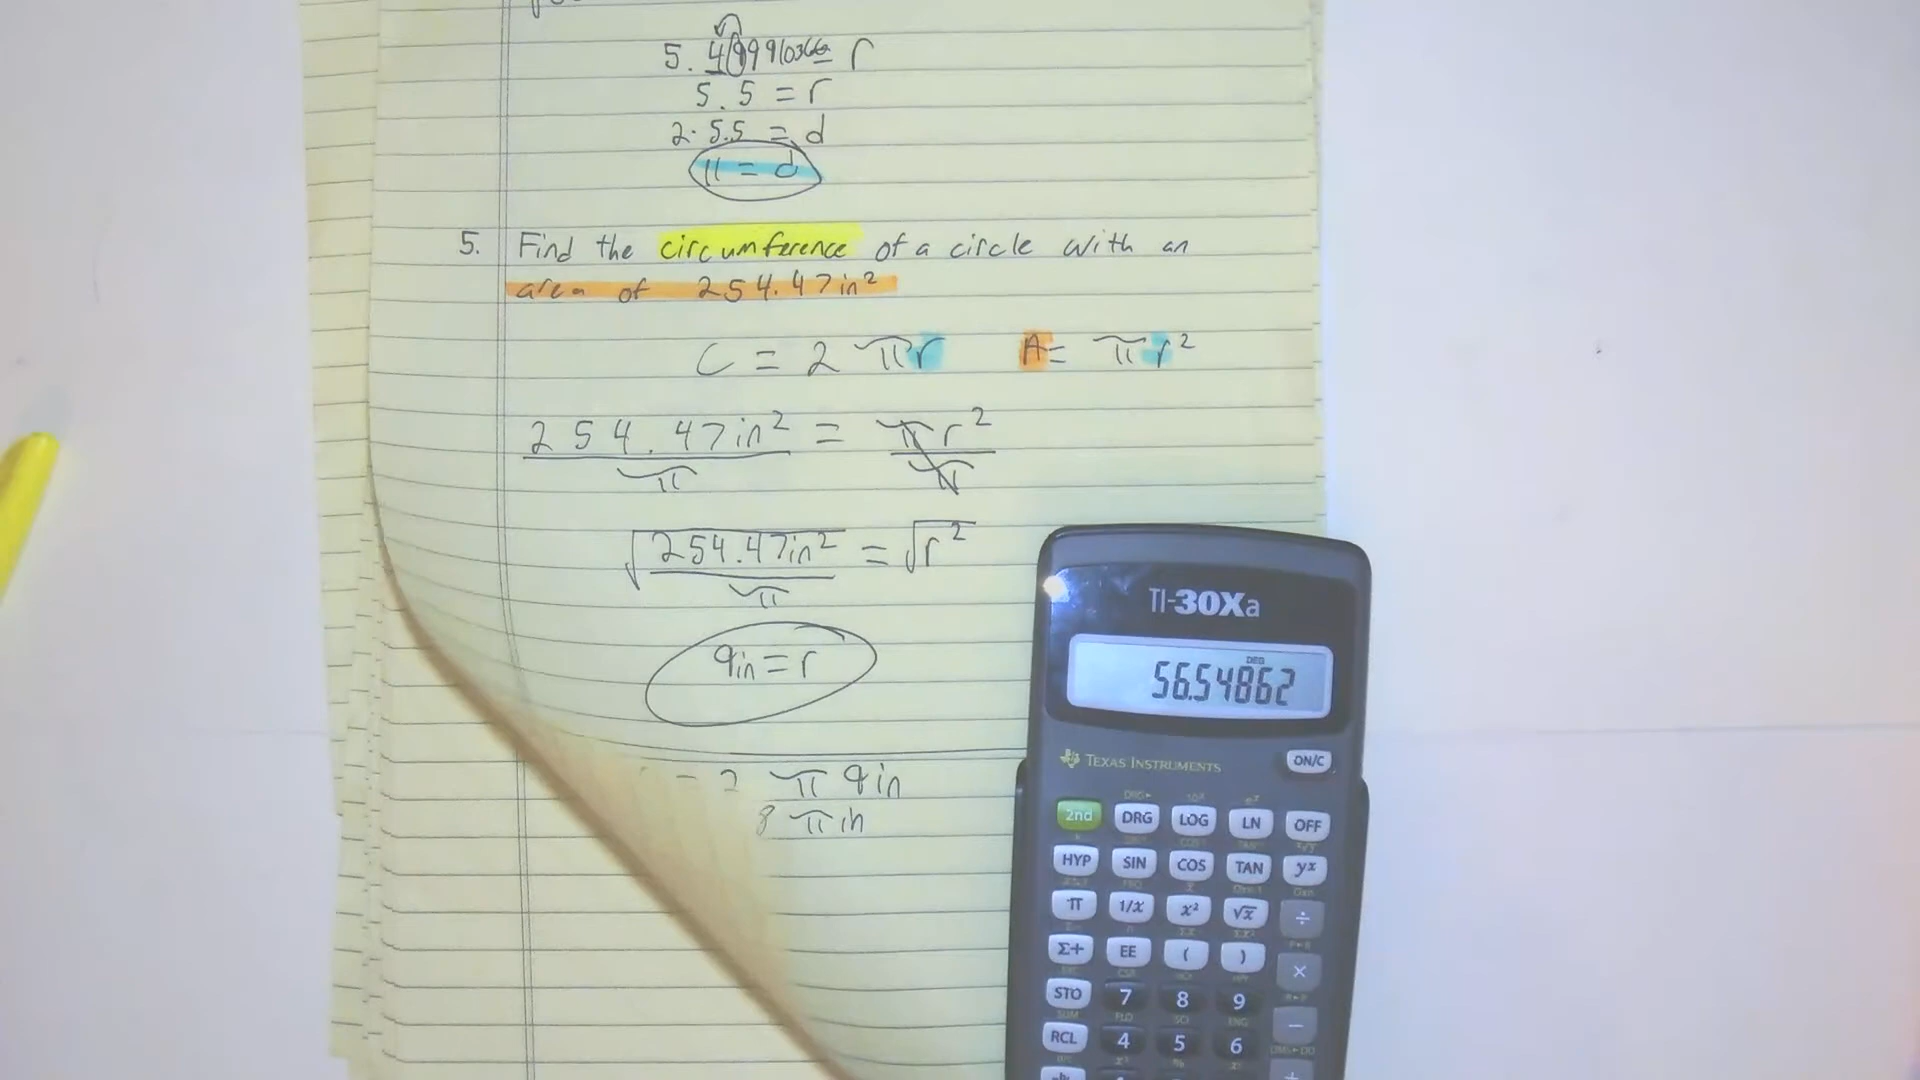 5.499910366 r
5.5 = r
2·5.5 = d
11 = d
5. Find the circumference of a circle with an
area of 254.47in²
C = 2πr A = πr²
254.47in² = πr²
π π
√254.47in² = √r²
π
9in = r
= 2 π 9in
8 π in
TI-30Xa
DEG
56.54862
TEXAS INSTRUMENTS
ON/C
2nd DRG LOG LN OFF
HYP SIN COS TAN yˣ
π 1/x x² √x ÷
Σ+ EE ( ) ×
STO 7 8 9 −
RCL 4 5 6 +